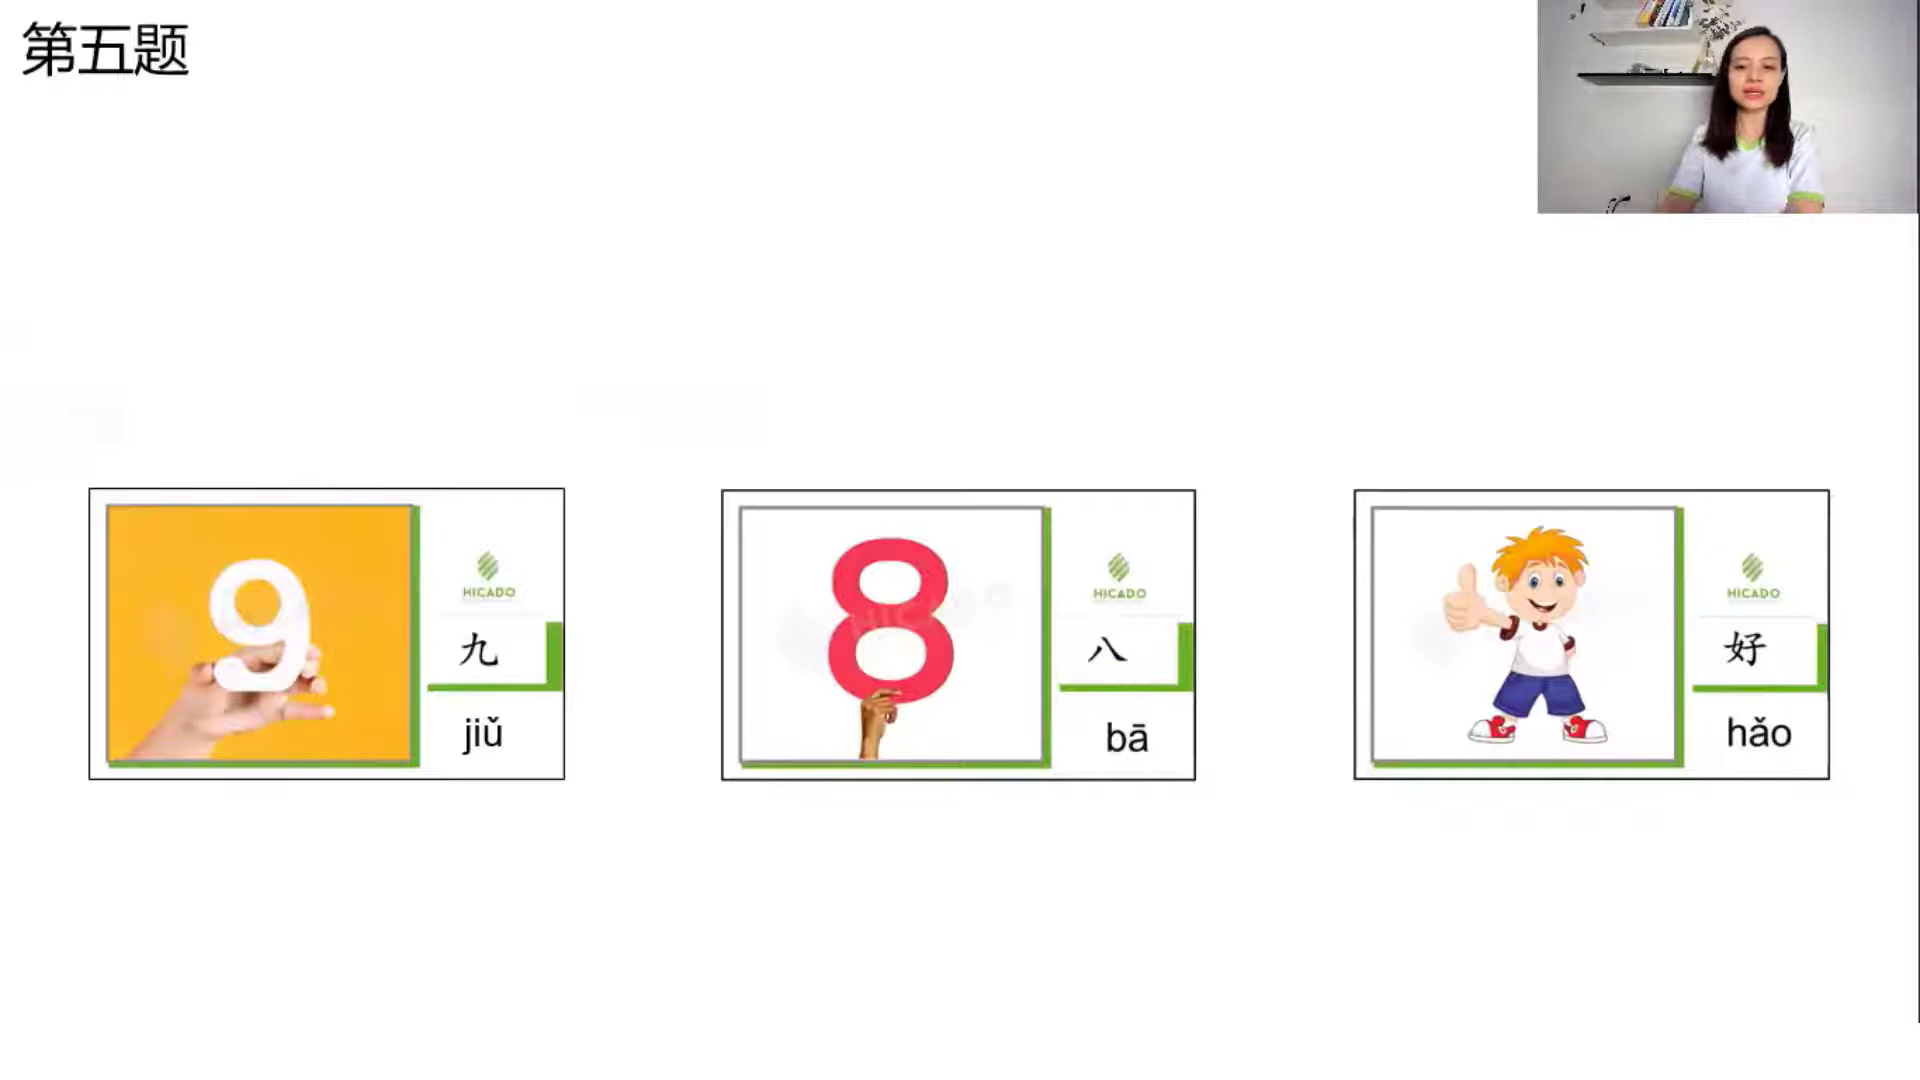 第五题
9
HICADO
九
jiǔ
8
HICADO
八
bā
HICADO
好
hǎo